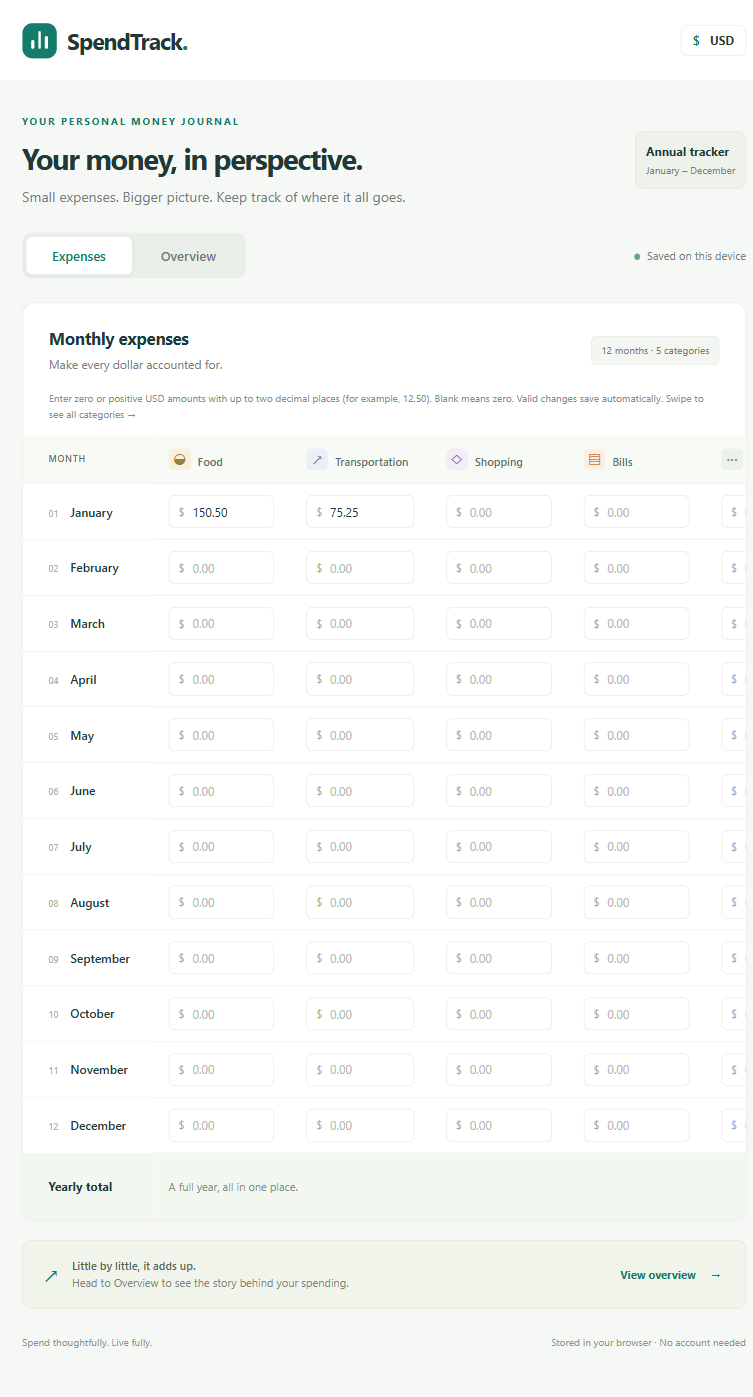 SpendTrack.
$ USD
YOUR PERSONAL MONEY JOURNAL
Your money, in perspective.
Small expenses. Bigger picture. Keep track of where it all goes.
Annual tracker
January – December
Expenses
Overview
Saved on this device
Monthly expenses
Make every dollar accounted for.
12 months · 5 categories
Enter zero or positive USD amounts with up to two decimal places (for example, 12.50). Blank means zero. Valid changes save automatically. Swipe to
see all categories →
MONTH Food Transportation Shopping Bills
01 January $ 150.50 $ 75.25 $ 0.00 $ 0.00 $
02 February $ 0.00 $ 0.00 $ 0.00 $ 0.00 $
03 March $ 0.00 $ 0.00 $ 0.00 $ 0.00 $
04 April $ 0.00 $ 0.00 $ 0.00 $ 0.00 $
05 May $ 0.00 $ 0.00 $ 0.00 $ 0.00 $
06 June $ 0.00 $ 0.00 $ 0.00 $ 0.00 $
07 July $ 0.00 $ 0.00 $ 0.00 $ 0.00 $
08 August $ 0.00 $ 0.00 $ 0.00 $ 0.00 $
09 September $ 0.00 $ 0.00 $ 0.00 $ 0.00 $
10 October $ 0.00 $ 0.00 $ 0.00 $ 0.00 $
11 November $ 0.00 $ 0.00 $ 0.00 $ 0.00 $
12 December $ 0.00 $ 0.00 $ 0.00 $ 0.00 $
Yearly total A full year, all in one place.
Little by little, it adds up.
Head to Overview to see the story behind your spending.
View overview →
Spend thoughtfully. Live fully.
Stored in your browser · No account needed